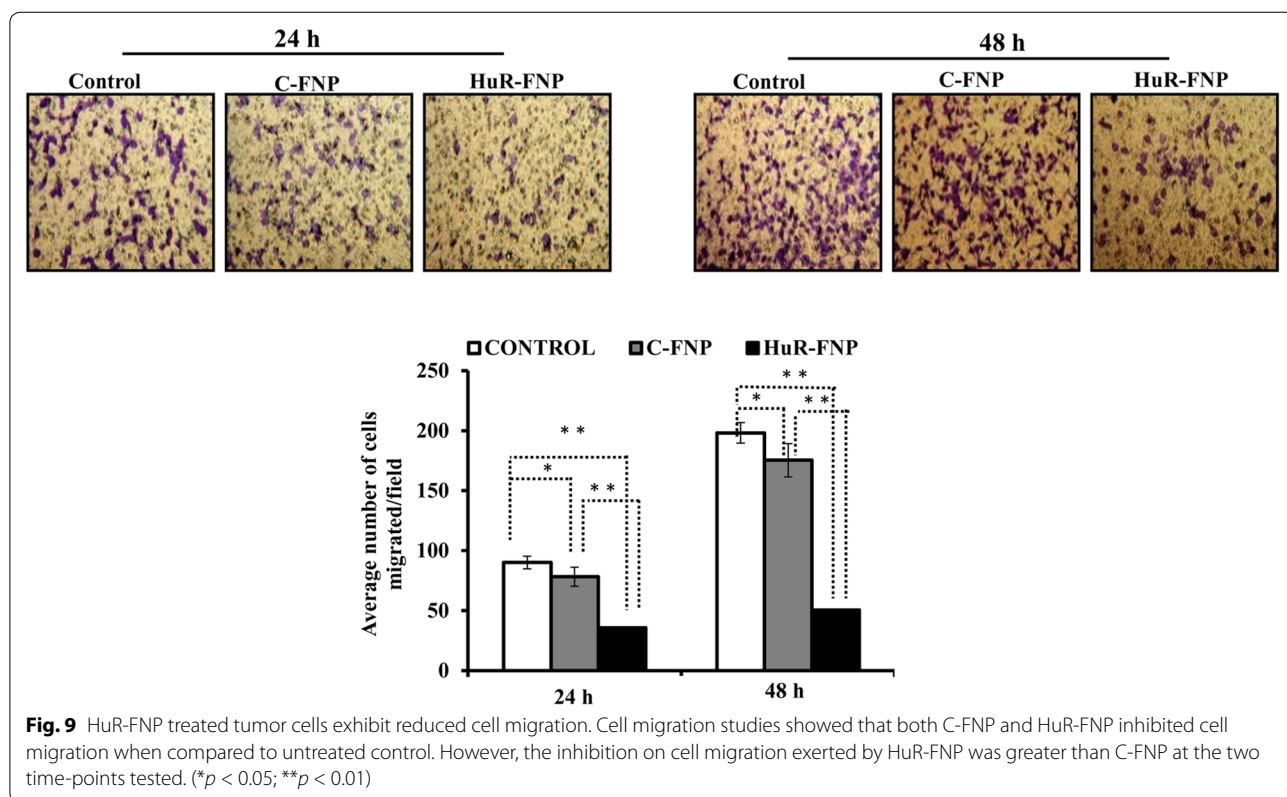 24 h
48 h
Control
C-FNP
HuR-FNP
Control
C-FNP
HuR-FNP
CONTROL C-FNP HuR-FNP
Average number of cells
migrated/field
250
200
150
100
50
0
* *
*
* *
* *
*
* *
24 h
48 h
Fig. 9 HuR-FNP treated tumor cells exhibit reduced cell migration. Cell migration studies showed that both C-FNP and HuR-FNP inhibited cell
migration when compared to untreated control. However, the inhibition on cell migration exerted by HuR-FNP was greater than C-FNP at the two
time-points tested. (*p < 0.05; **p < 0.01)